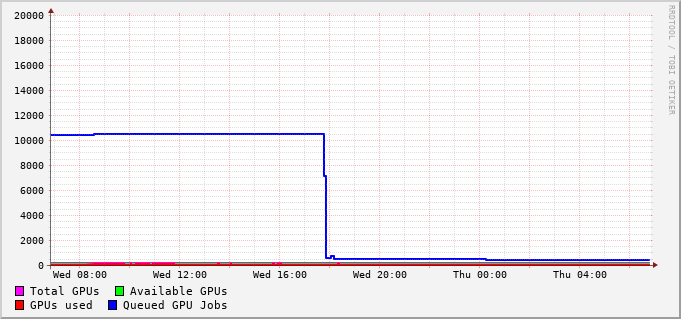 20000
18000
16000
14000
12000
10000
8000
6000
4000
2000
0
Wed 08:00 Wed 12:00 Wed 16:00 Wed 20:00 Thu 00:00 Thu 04:00
Total GPUs Available GPUs
GPUs used Queued GPU Jobs
RRDTOOL / TOBI OETIKER